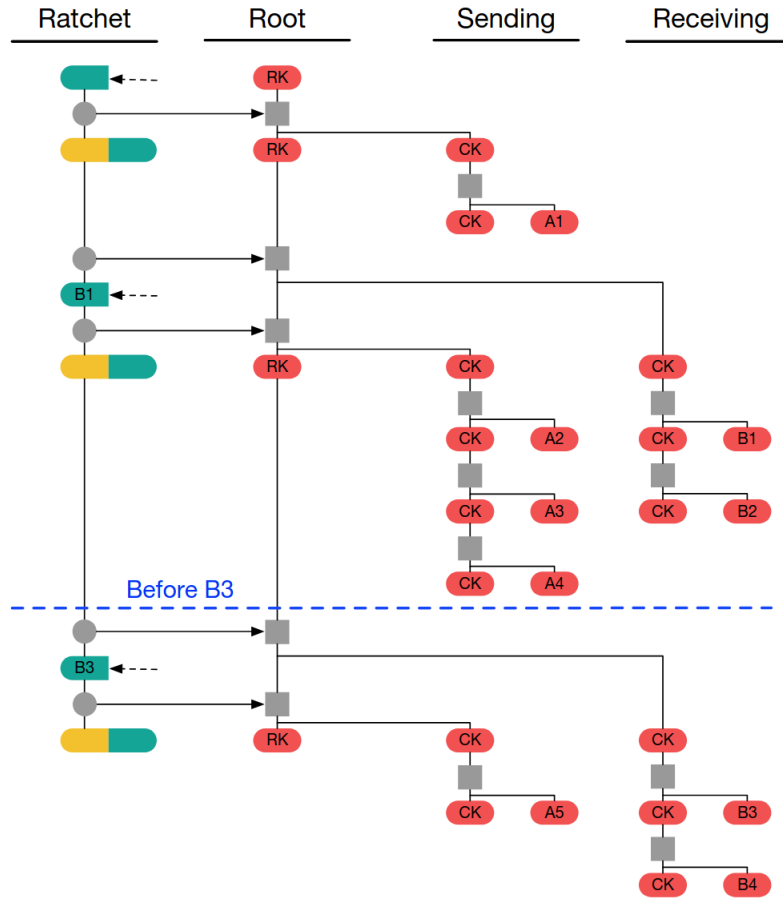 Ratchet Root Sending Receiving
RK
RK CK
CK A1
B1
RK CK CK
CK A2 CK B1
CK A3 CK B2
CK A4
Before B3
B3
RK CK CK
CK A5 CK B3
CK B4